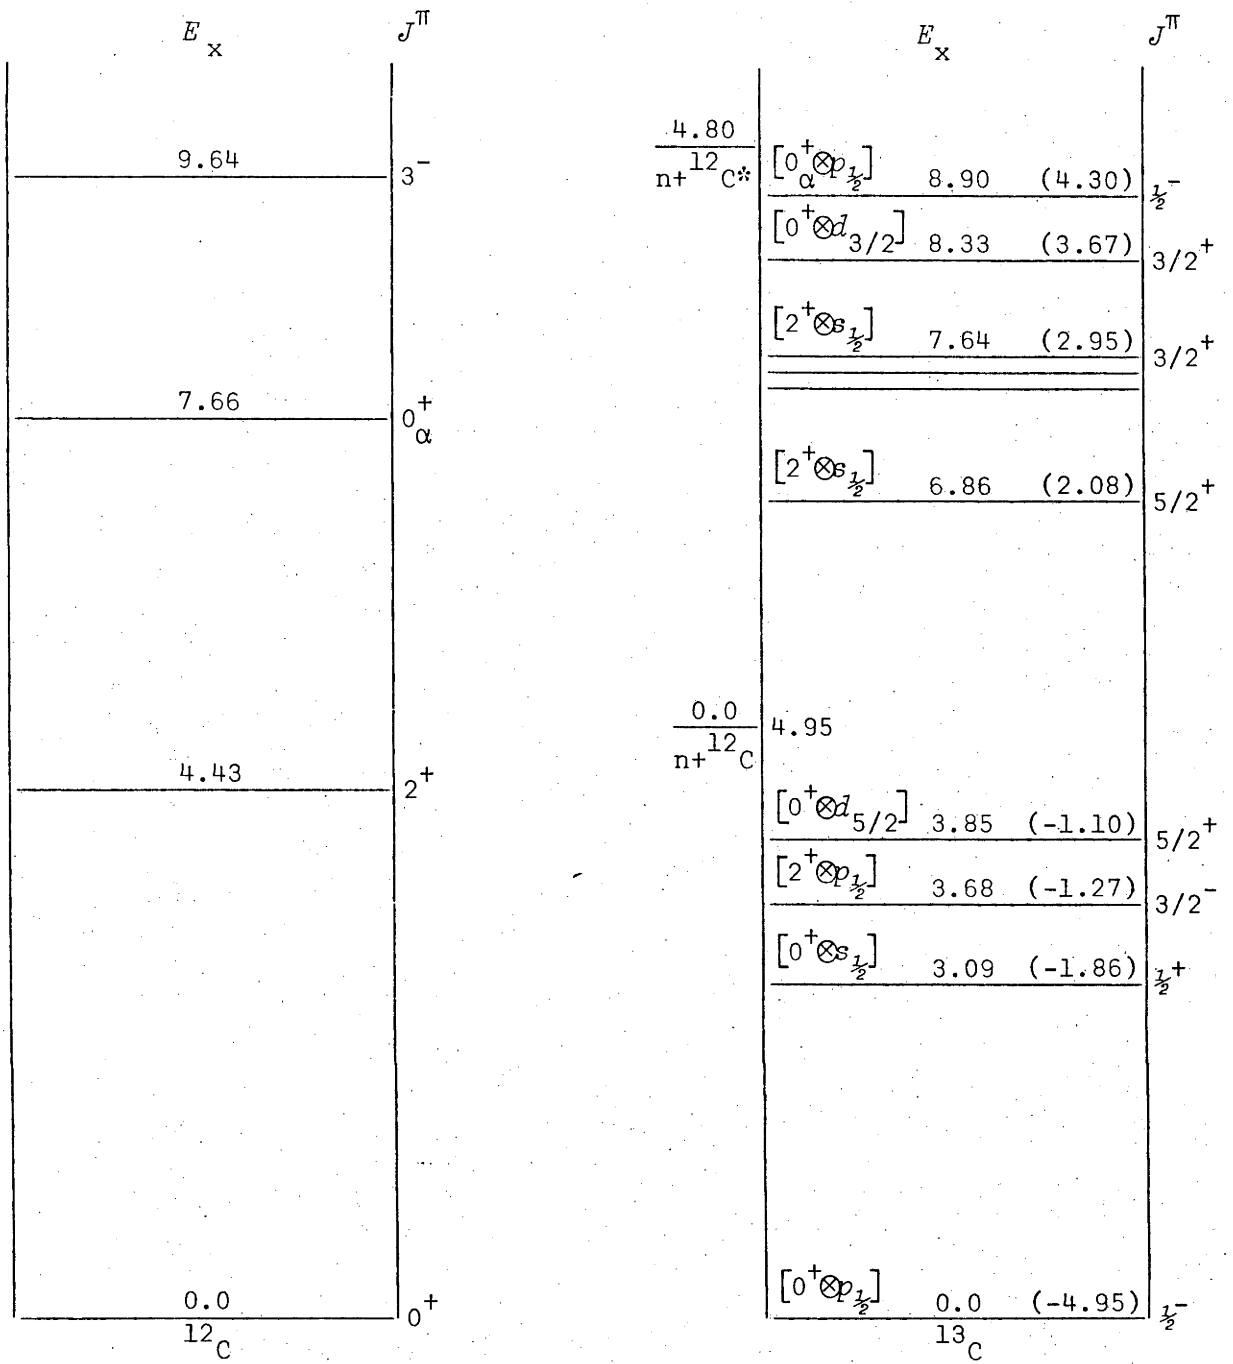 E_x J^π
9.64 3^-
7.66 0^+_α
4.43 2^+
0.0 0^+
^12C
E_x J^π
4.80
n+^12C*
[0^+_α⊗p_½] 8.90 (4.30) ½^-
[0^+⊗d_3/2] 8.33 (3.67) 3/2^+
[2^+⊗s_½] 7.64 (2.95) 3/2^+
[2^+⊗s_½] 6.86 (2.08) 5/2^+
0.0 4.95
n+^12C
[0^+⊗d_5/2] 3.85 (-1.10) 5/2^+
[2^+⊗p_½] 3.68 (-1.27) 3/2^-
[0^+⊗s_½] 3.09 (-1.86) ½^+
[0^+⊗p_½] 0.0 (-4.95) ½^-
^13C